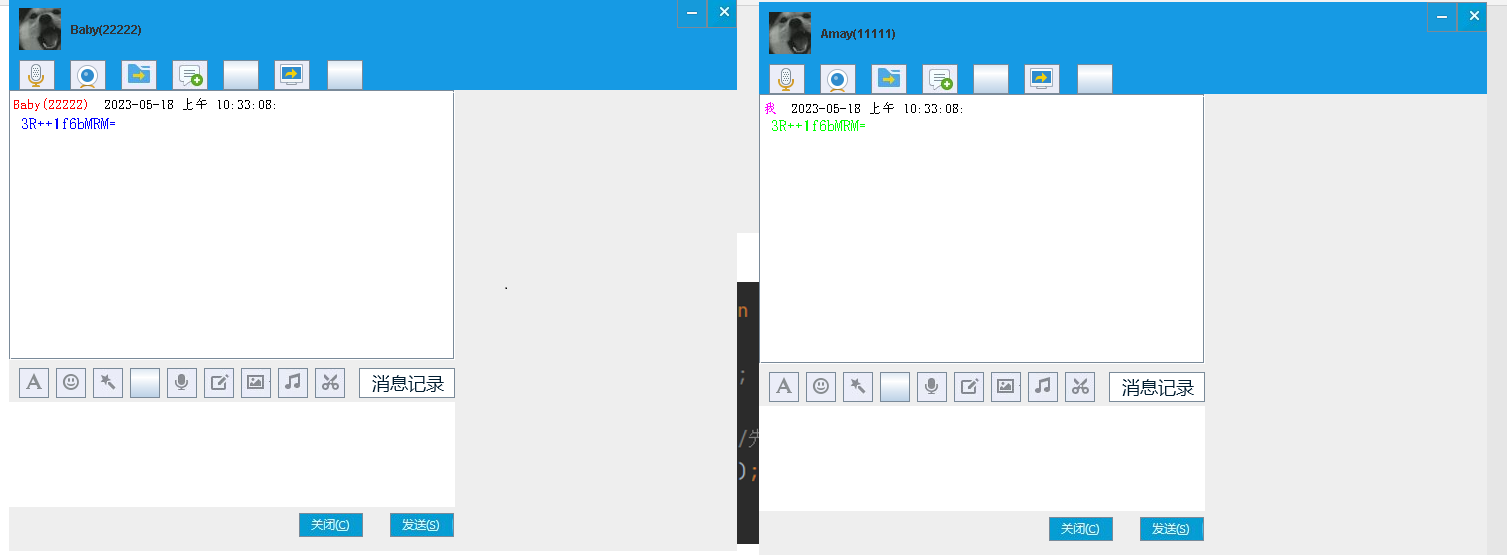 Baby(22222)
Baby(22222) 2023-05-18 上午 10:33:08:
3R++1f6bMRM=
消息记录
关闭(C)
发送(S)
n
;
/先
);
Amay(11111)
我 2023-05-18 上午 10:33:08:
3R++1f6bMRM=
消息记录
关闭(C)
发送(S)